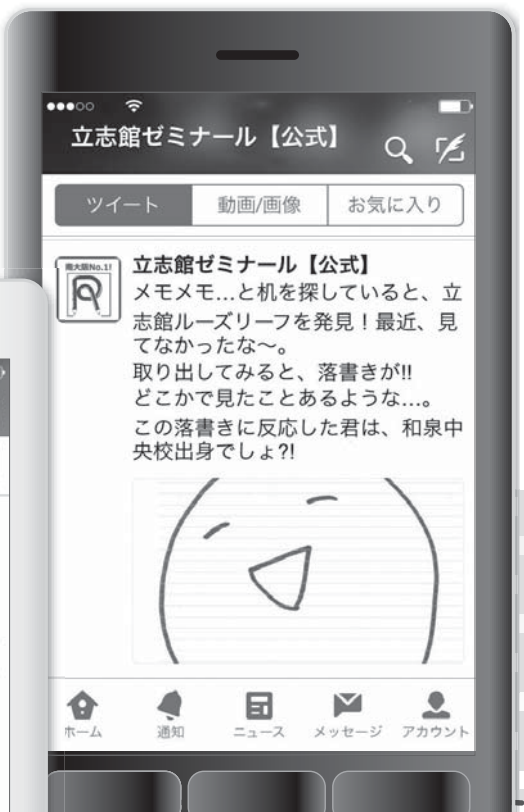 立志館ゼミナール【公式】
ツイート 動画/画像 お気に入り
南大阪No.1!
立志館ゼミナール【公式】
メモメモ…と机を探していると、立
志館ルーズリーフを発見！最近、見
てなかったな〜。
取り出してみると、落書きが!!
どこかで見たことあるような…。
この落書きに反応した君は、和泉中
央校出身でしょ?!
ホーム 通知 ニュース メッセージ アカウント